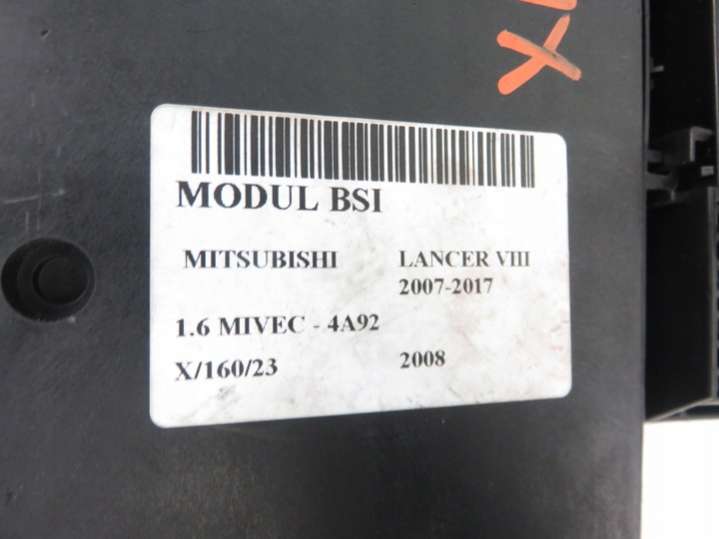 MODUL BSI
MITSUBISHI LANCER VIII
2007-2017
1.6 MIVEC - 4A92
X/160/23 2008